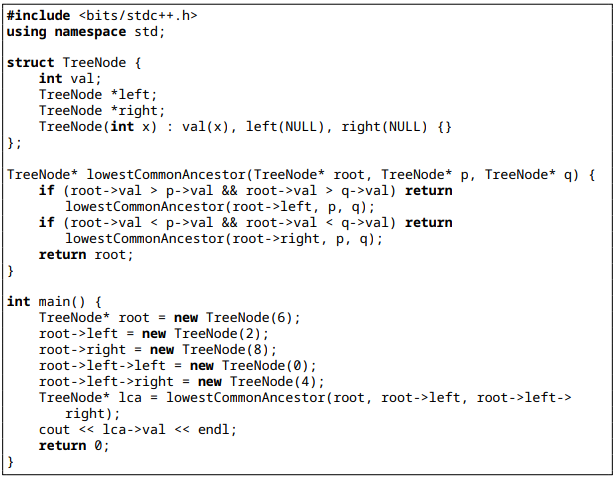 #include <bits/stdc++.h>
using namespace std;

struct TreeNode {
    int val;
    TreeNode *left;
    TreeNode *right;
    TreeNode(int x) : val(x), left(NULL), right(NULL) {}
};

TreeNode* lowestCommonAncestor(TreeNode* root, TreeNode* p, TreeNode* q) {
    if (root->val > p->val && root->val > q->val) return
        lowestCommonAncestor(root->left, p, q);
    if (root->val < p->val && root->val < q->val) return
        lowestCommonAncestor(root->right, p, q);
    return root;
}

int main() {
    TreeNode* root = new TreeNode(6);
    root->left = new TreeNode(2);
    root->right = new TreeNode(8);
    root->left->left = new TreeNode(0);
    root->left->right = new TreeNode(4);
    TreeNode* lca = lowestCommonAncestor(root, root->left, root->left->
        right);
    cout << lca->val << endl;
    return 0;
}